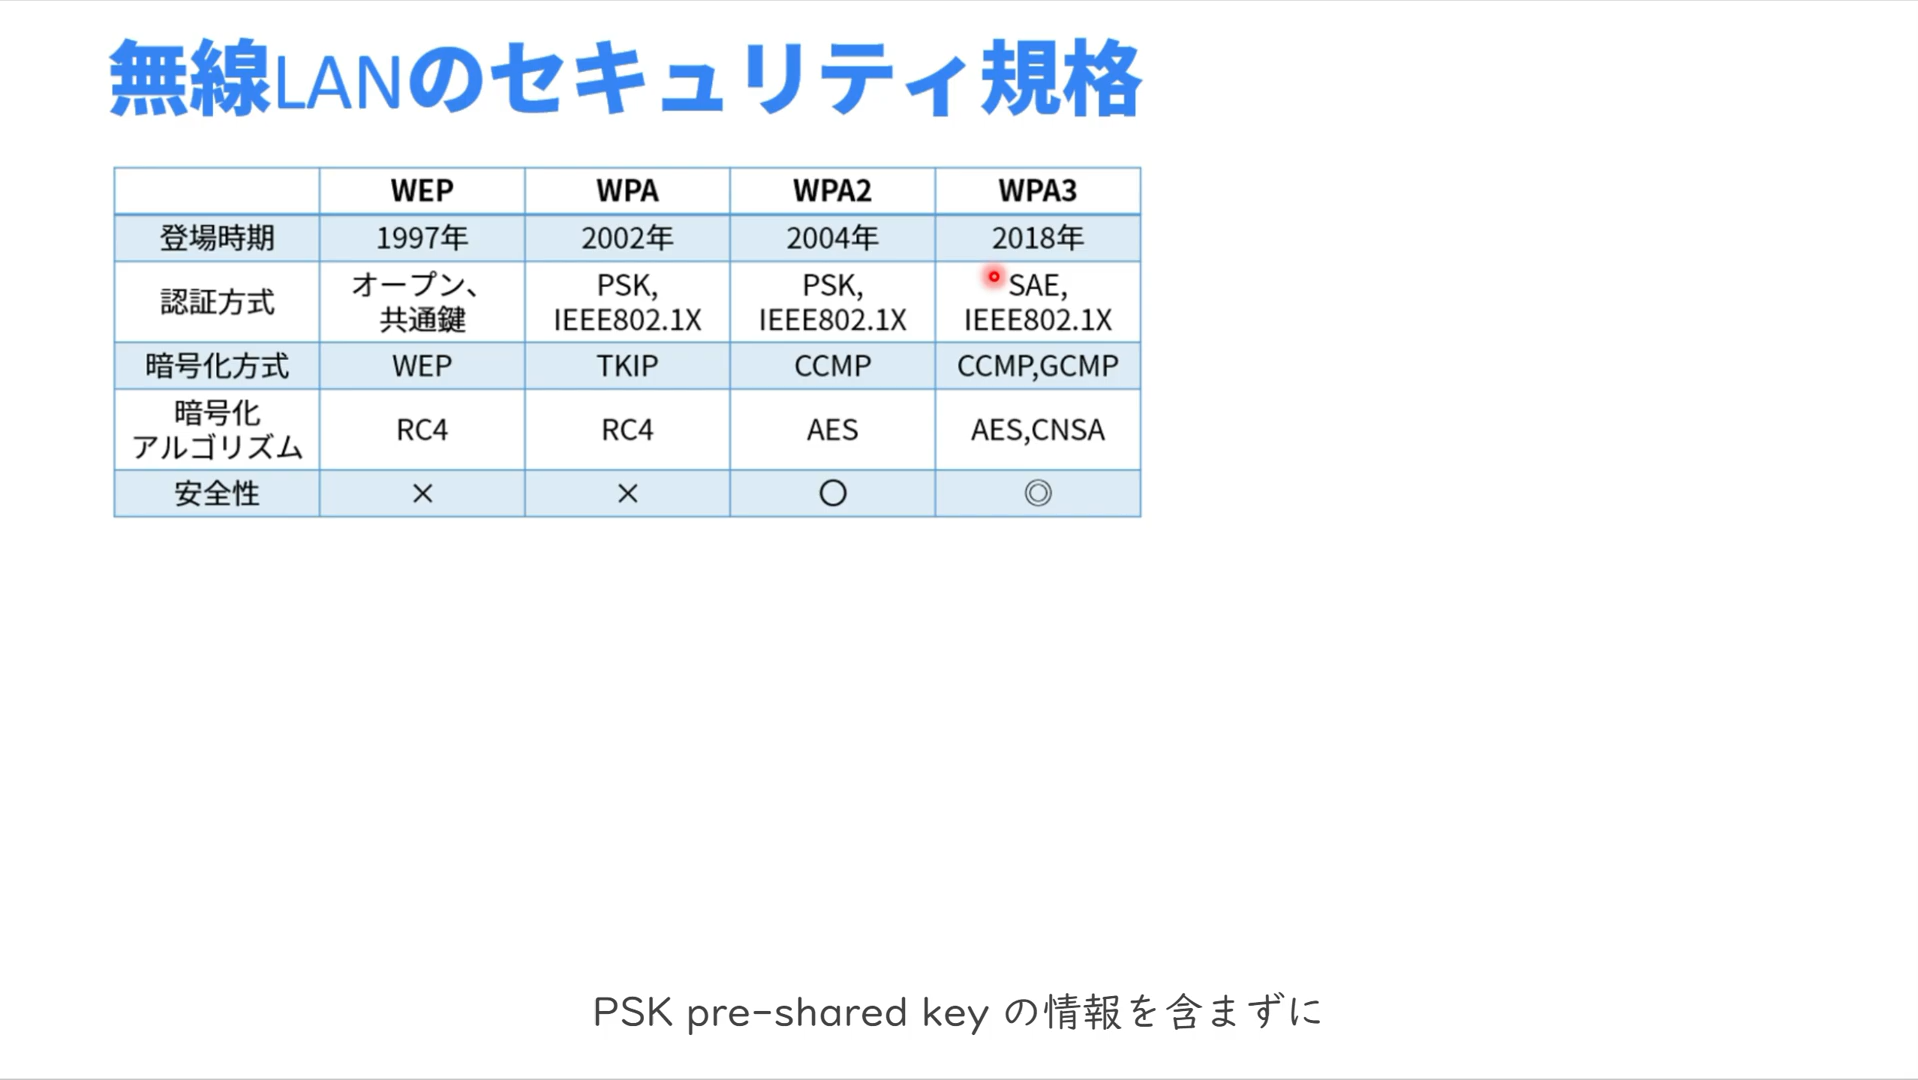 無線LANのセキュリティ規格
WEP WPA WPA2 WPA3
登場時期 1997年 2002年 2004年 2018年
認証方式 オープン、共通鍵 PSK, IEEE802.1X PSK, IEEE802.1X SAE, IEEE802.1X
暗号化方式 WEP TKIP CCMP CCMP,GCMP
暗号化アルゴリズム RC4 RC4 AES AES,CNSA
安全性 × × 〇 ◎
PSK pre-shared key の情報を含まずに